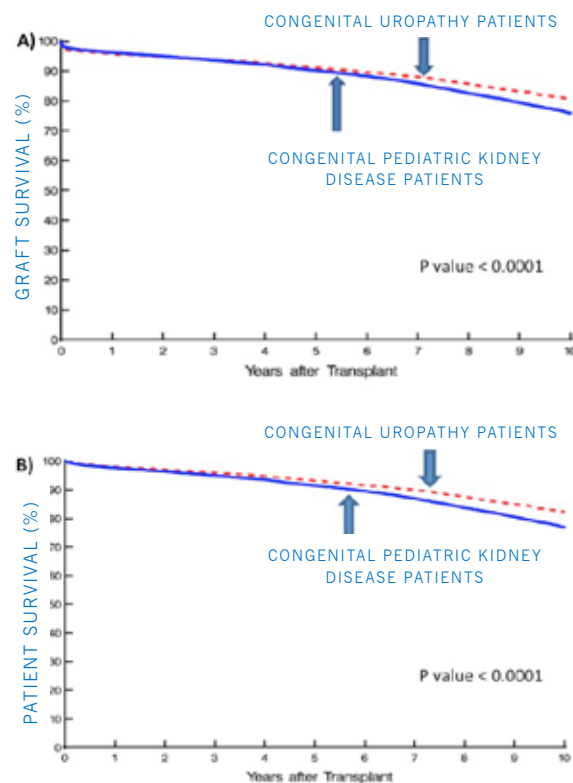 CONGENITAL UROPATHY PATIENTS
A)
100
90
80
70
60
50
40
30
20
10
0
GRAFT SURVIVAL (%)
CONGENITAL PEDIATRIC KIDNEY
DISEASE PATIENTS
P value < 0.0001
0 1 2 3 4 5 6 7 8 9 10
Years after Transplant
CONGENITAL UROPATHY PATIENTS
B)
100
90
80
70
60
50
40
30
20
10
0
PATIENT SURVIVAL (%)
CONGENITAL PEDIATRIC KIDNEY
DISEASE PATIENTS
P value < 0.0001
0 1 2 3 4 5 6 7 8 9 10
Years after Transplant